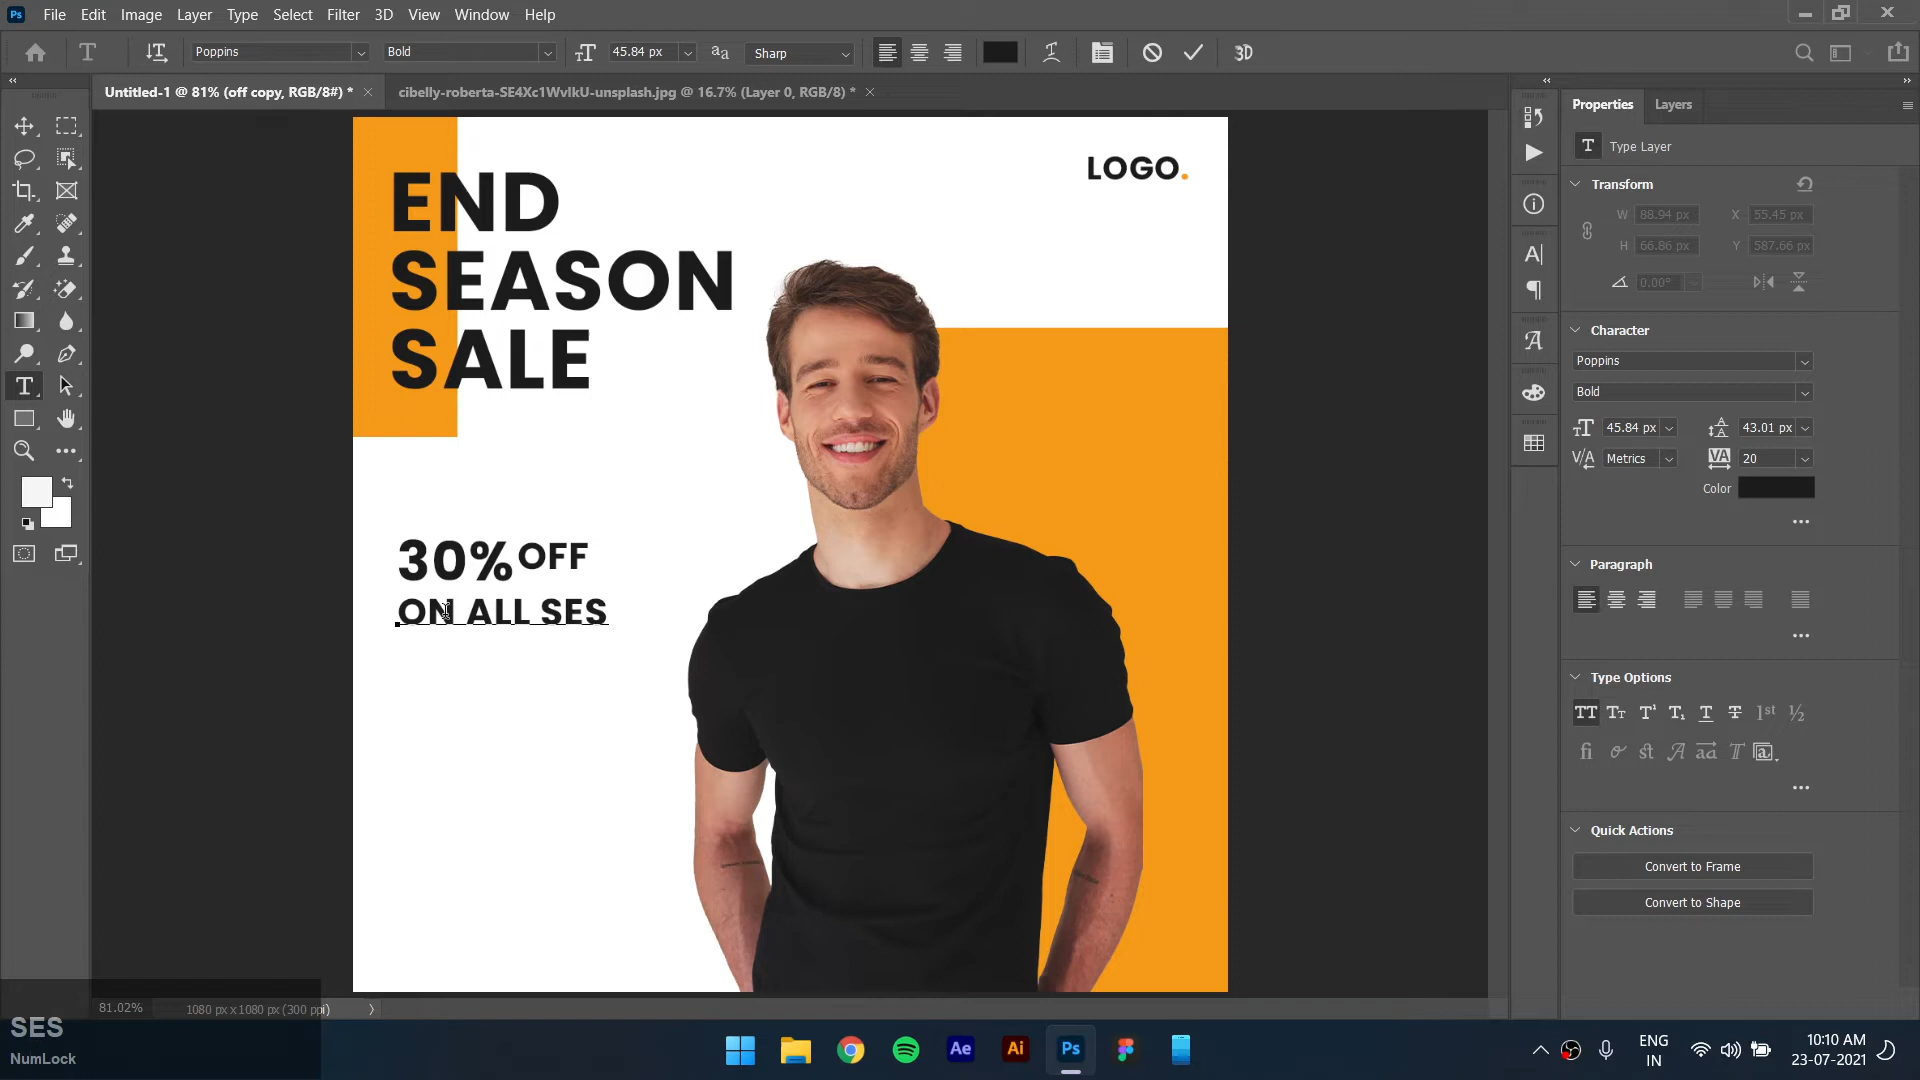 Ps File Edit Image Layer Type Select Filter 3D View Window Help
T Poppins Bold 45.84 px Sharp 3D
Untitled-1 @ 81% (off copy, RGB/8#) * cibelly-roberta-SE4Xc1WvlkU-unsplash.jpg @ 16.7% (Layer 0, RGB/8) *
Properties Layers
T Type Layer
Transform
W 88.94 px X 55.45 px
H 66.86 px Y 587.66 px
0.00°
Character
Poppins
Bold
45.84 px 43.01 px
Metrics 20
Color
Paragraph
Type Options
Quick Actions
Convert to Frame
Convert to Shape
LOGO.
END
SEASON
SALE
30% OFF
ON ALL SES
81.02% 1080 px x 1080 px (300 ppi)
SES
NumLock
Ae Ai Ps
ENG
IN
10:10 AM
23-07-2021